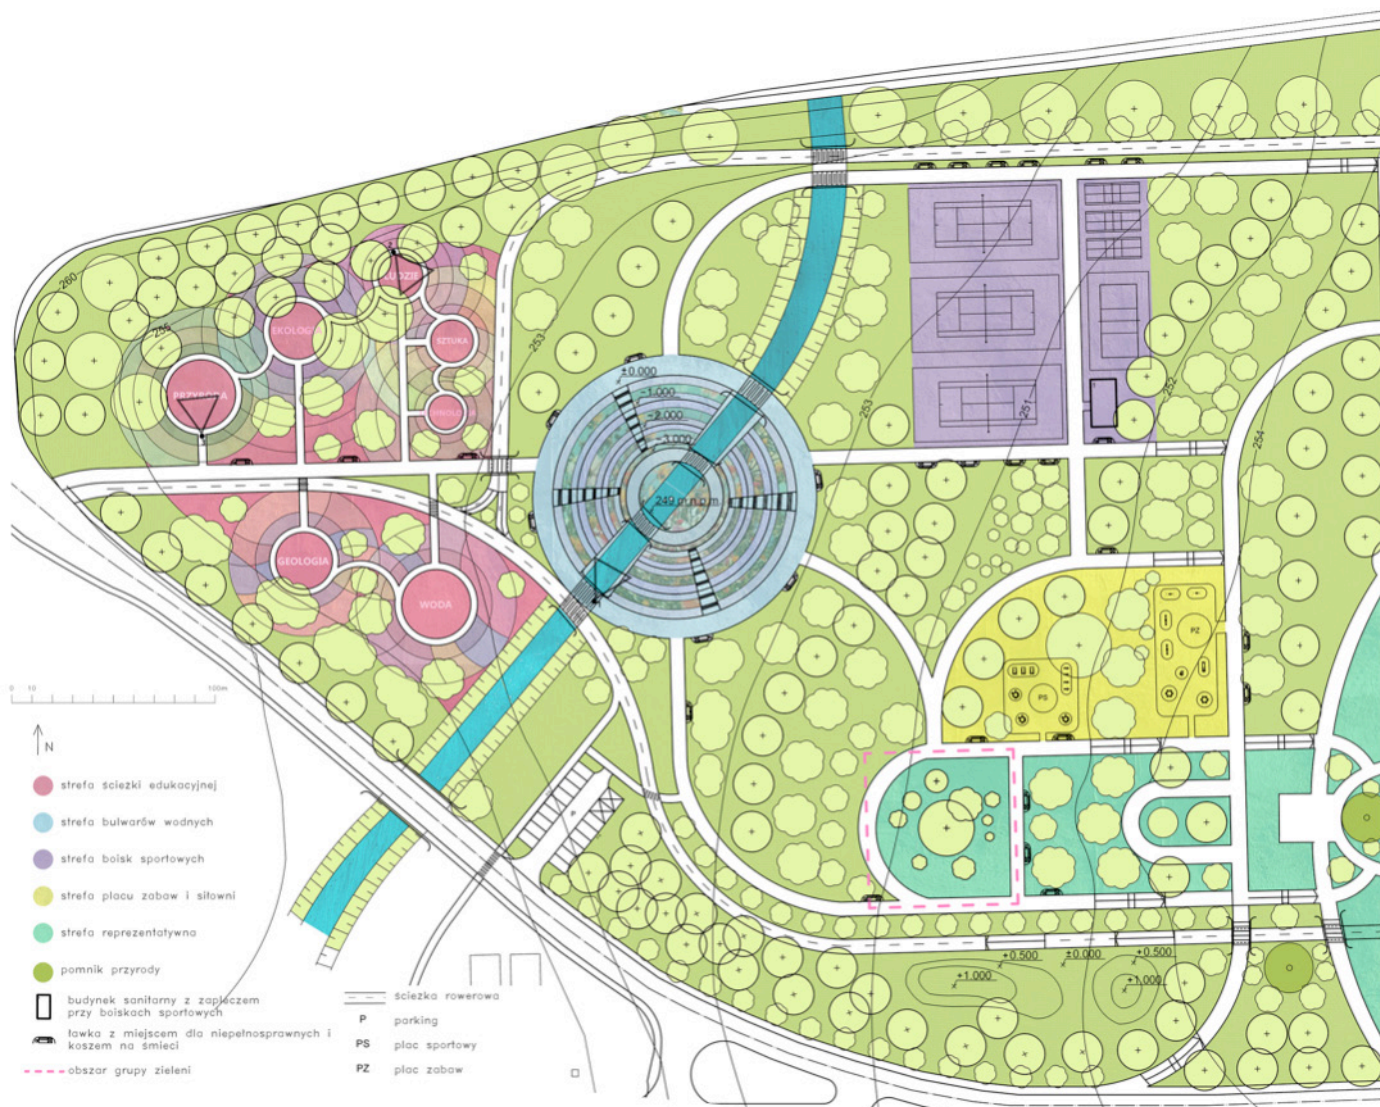 260
255
LUDZIE
EKOLOGIA
SZTUKA
PRZYRODA
253
±0.000
-1.000
-2.000
-3.000
253
251
252
254
249 m n.p.m
GEOLOGIA
WODA
PZ
PS
0 10 100m
N
strefa ścieżki edukacyjnej
strefa bulwarów wodnych
strefa boisk sportowych
strefa placu zabaw i siłowni
strefa reprezentatywna
pomnik przyrody
budynek sanitarny z zapleczem
przy boiskach sportowych
ławka z miejscem dla niepełnosprawnych i
koszem na śmieci
obszar grupy zieleni
ścieżka rowerowa
P parking
PS plac sportowy
PZ plac zabaw
+0.500
±0.000
+0.500
+1.000
+1.000